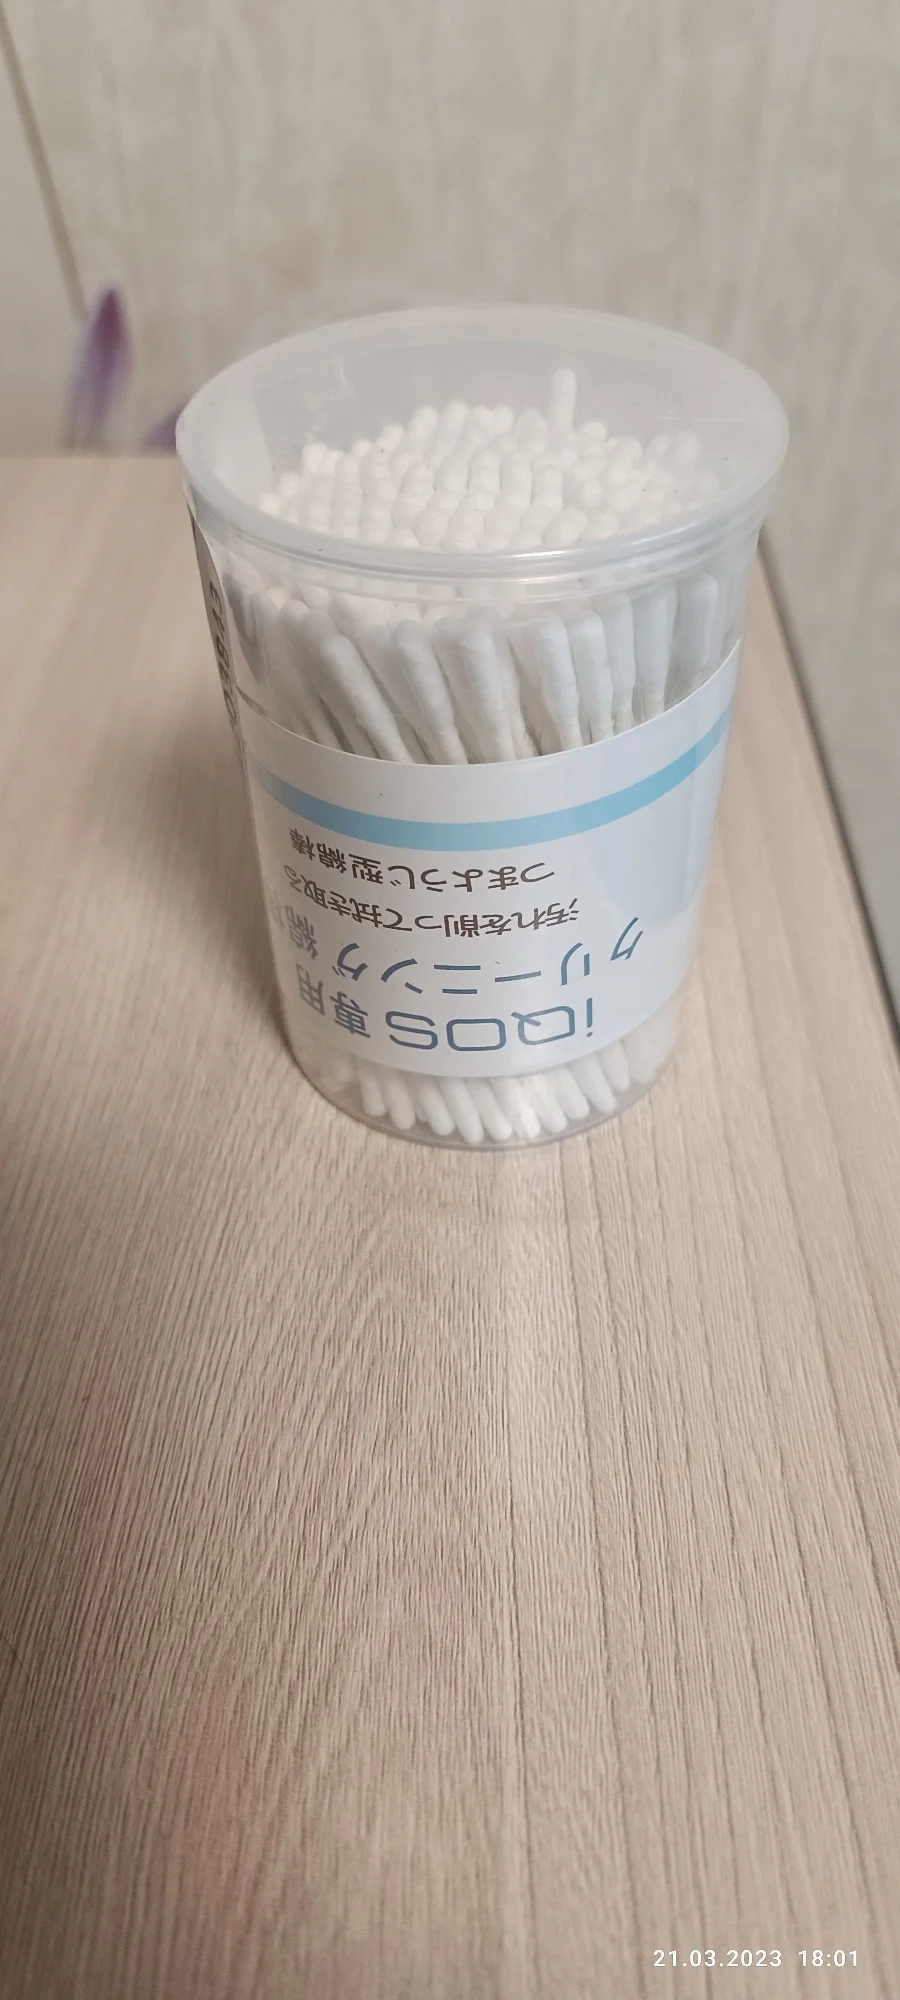 iQOS専用
クリーニング綿
汚れを削って拭き取る
つまようじ型綿棒
21.03.2023 18:01